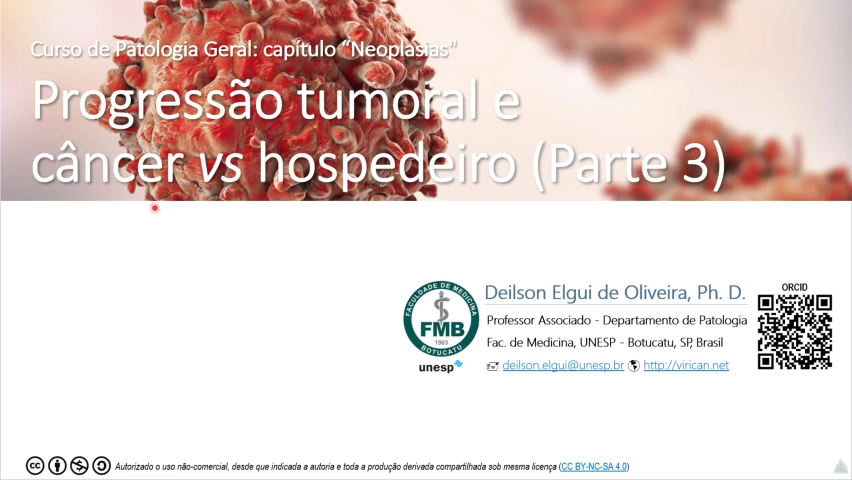 Curso de Patologia Geral: capítulo “Neoplasias"
Progressão tumoral e
câncer vs hospedeiro (Parte 3)
FACULDADE DE MEDICINA
FMB
1963
BOTUCATU
unesp
Deilson Elgui de Oliveira, Ph. D.
Professor Associado - Departamento de Patologia
Fac. de Medicina, UNESP - Botucatu, SP, Brasil
deilson.elgui@unesp.br http://virican.net
ORCID
cc Autorizado o uso não-comercial, desde que indicada a autoria e toda a produção derivada compartilhada sob mesma licença (CC BY-NC-SA 4.0)